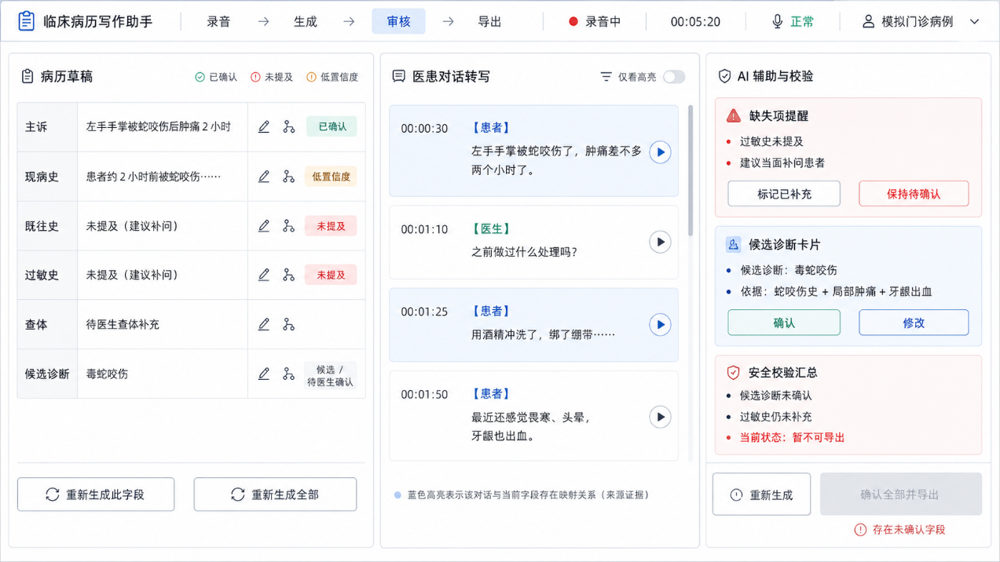 临床病历写作助手
录音 → 生成 → 审核 → 导出
录音中
00:05:20
正常
模拟门诊病例
病历草稿
已确认 未提及 低置信度
主诉 左手手掌被蛇咬伤后肿痛 2 小时 已确认
现病史 患者约 2 小时前被蛇咬伤…… 低置信度
既往史 未提及（建议补问） 未提及
过敏史 未提及（建议补问） 未提及
查体 待医生查体补充
候选诊断 毒蛇咬伤 候选 /
待医生确认
重新生成此字段 重新生成全部
医患对话转写
仅看高亮
00:00:30 【患者】
左手手掌被蛇咬伤了，肿痛差不多
两个小时了。
00:01:10 【医生】
之前做过什么处理吗？
00:01:25 【患者】
用酒精冲洗了，绑了绷带……
00:01:50 【患者】
最近还感觉畏寒、头晕，
牙龈也出血。
蓝色高亮表示该对话与当前字段存在映射关系（来源证据）
AI 辅助与校验
缺失项提醒
• 过敏史未提及
• 建议当面补问患者
标记已补充 保持待确认
候选诊断卡片
• 候选诊断：毒蛇咬伤
• 依据：蛇咬伤史 + 局部肿痛 + 牙龈出血
确认 修改
安全校验汇总
• 候选诊断未确认
• 过敏史仍未补充
• 当前状态：暂不可导出
重新生成 确认全部并导出
存在未确认字段